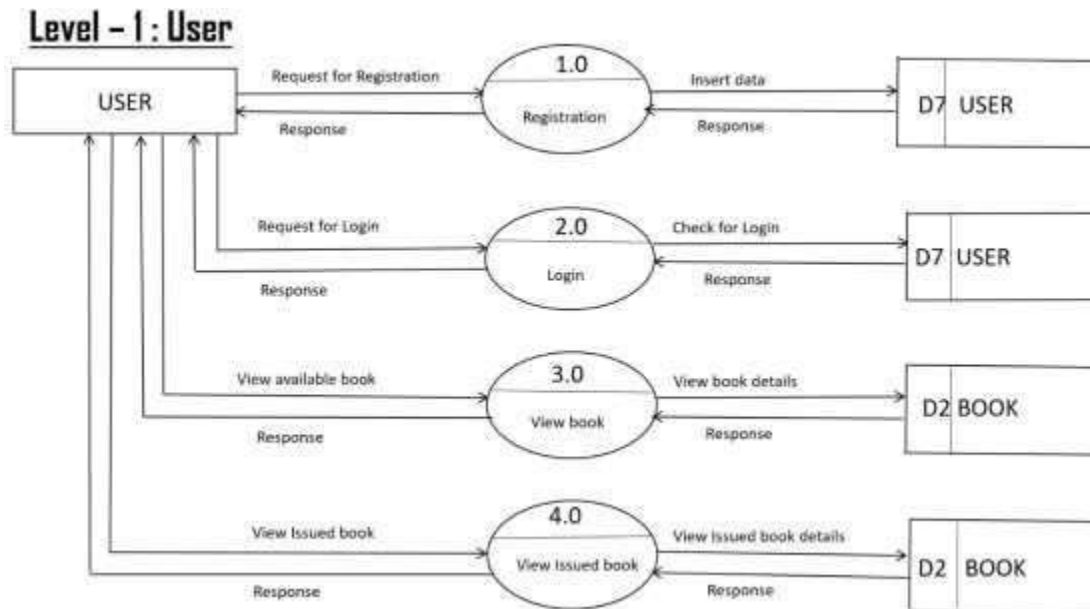 Level – 1 : User
USER
Request for Registration
Response
1.0
Registration
Insert data
Response
D7 USER
Request for Login
Response
2.0
Login
Check for Login
Response
D7 USER
View available book
Response
3.0
View book
View book details
Response
D2 BOOK
View Issued book
Response
4.0
View Issued book
View Issued book details
Response
D2 BOOK